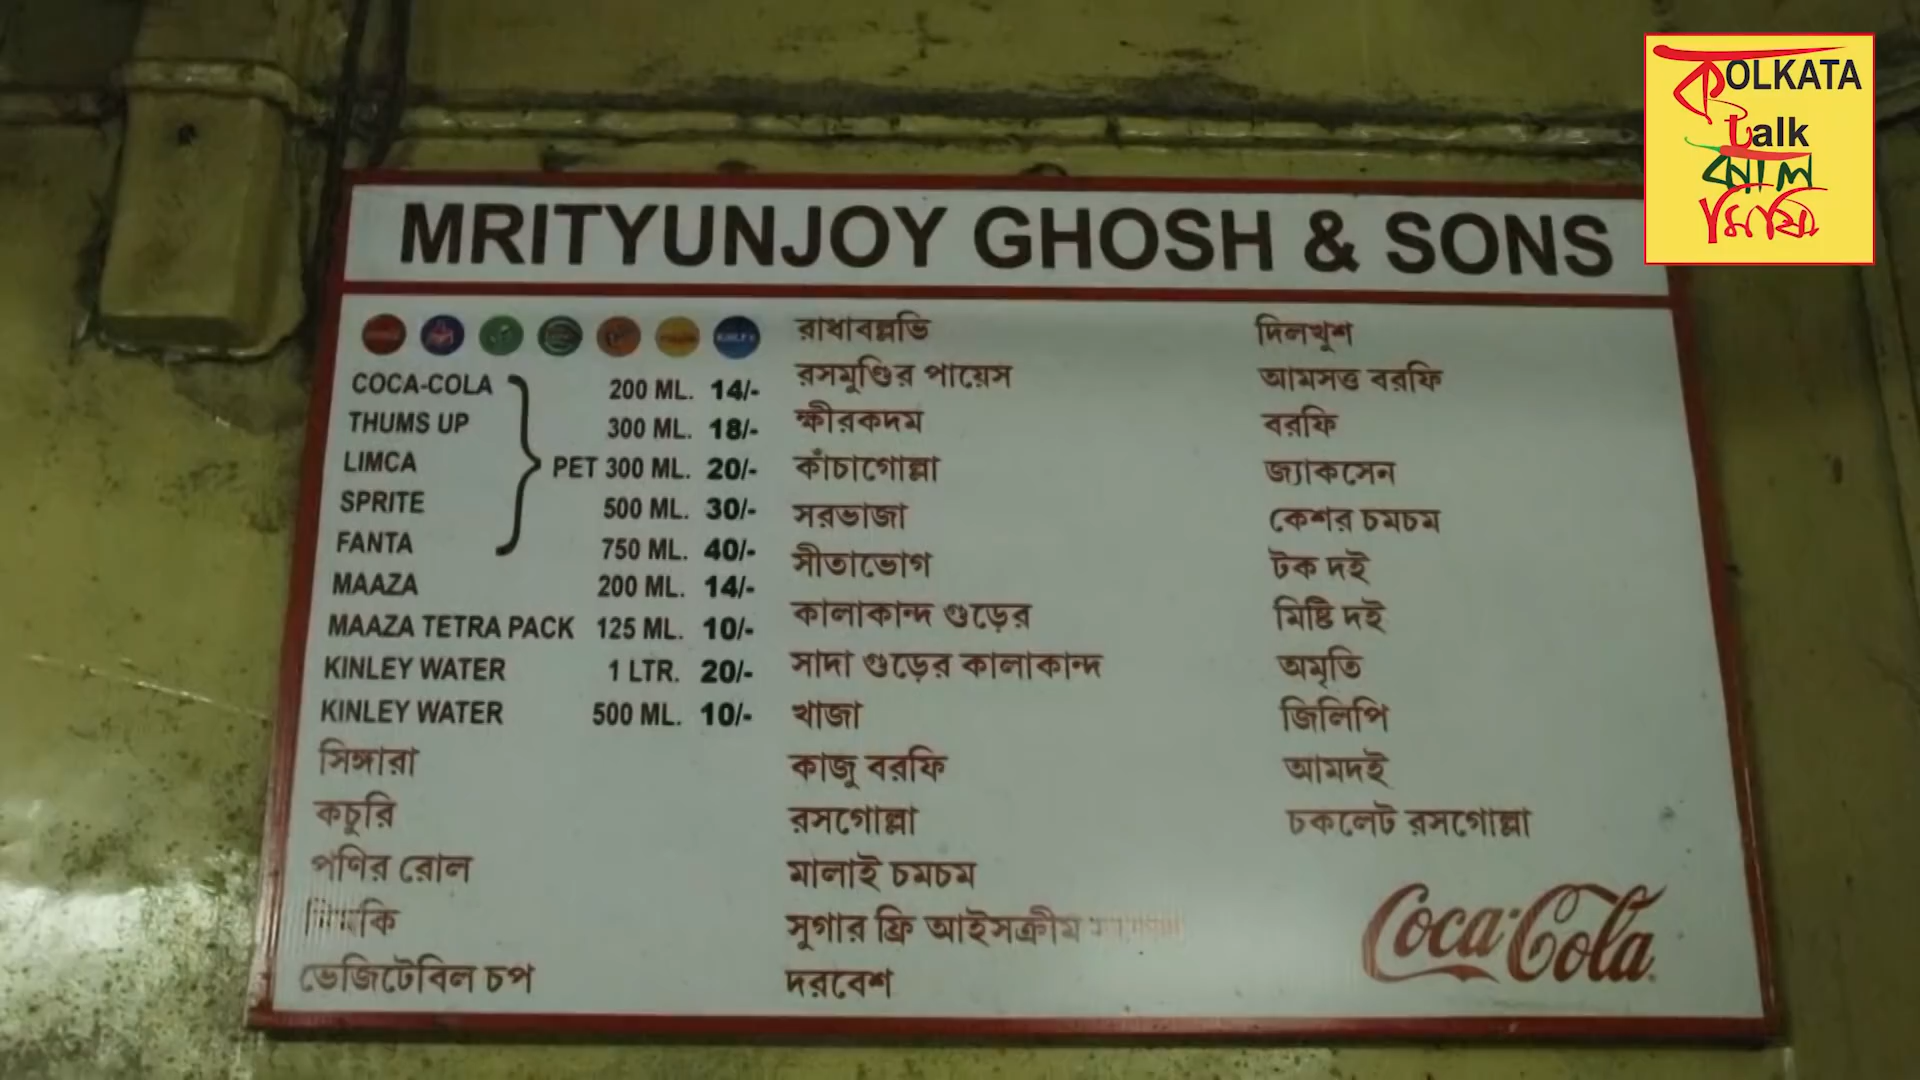 কOLKATA
talk
ঝাল
মিষ্টি
MRITYUNJOY GHOSH & SONS
COCA-COLA 200 ML. 14/-
THUMS UP 300 ML. 18/-
LIMCA PET 300 ML. 20/-
SPRITE 500 ML. 30/-
FANTA 750 ML. 40/-
MAAZA 200 ML. 14/-
MAAZA TETRA PACK 125 ML. 10/-
KINLEY WATER 1 LTR. 20/-
KINLEY WATER 500 ML. 10/-
সিঙ্গারা
কচুরি
পণির রোল
ভেজিটেবিল চপ
রাধাবল্লভি
রসমুণ্ডির পায়েস
ক্ষীরকদম
কাঁচাগোল্লা
সরভাজা
সীতাভোগ
কালাকান্দ গুড়ের
সাদা গুড়ের কালাকান্দ
খাজা
কাজু বরফি
রসগোল্লা
মালাই চমচম
সুগার ফ্রি আইসক্রীম
দরবেশ
দিলখুশ
আমসত্ত বরফি
বরফি
জ্যাকসেন
কেশর চমচম
টক দই
মিষ্টি দই
অমৃতি
জিলিপি
আমদই
চকলেট রসগোল্লা
Coca-Cola